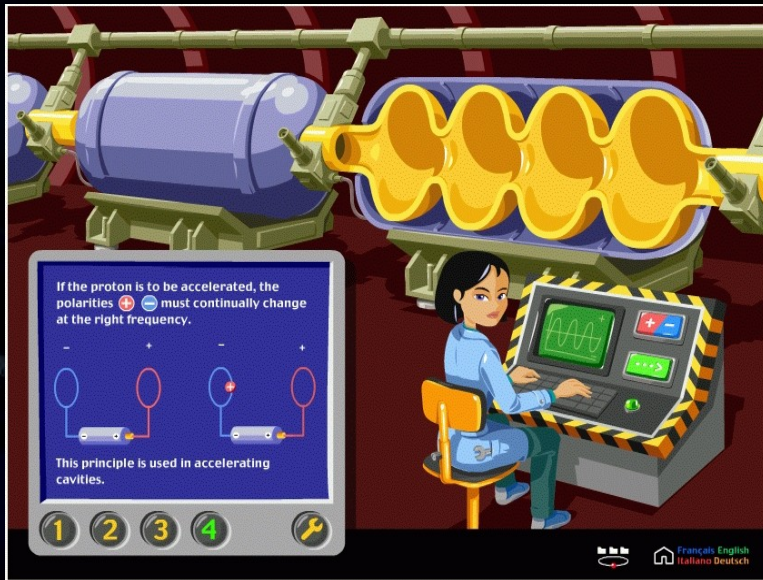 If the proton is to be accelerated, the
polarities + − must continually change
at the right frequency.
− + − +
This principle is used in accelerating
cavities.
1 2 3 4
+ −
Français English
Italiano Deutsch